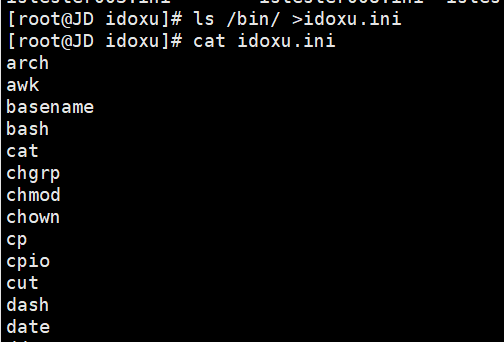 [root@JD idoxu]# ls /bin/ >idoxu.ini
[root@JD idoxu]# cat idoxu.ini
arch
awk
basename
bash
cat
chgrp
chmod
chown
cp
cpio
cut
dash
date